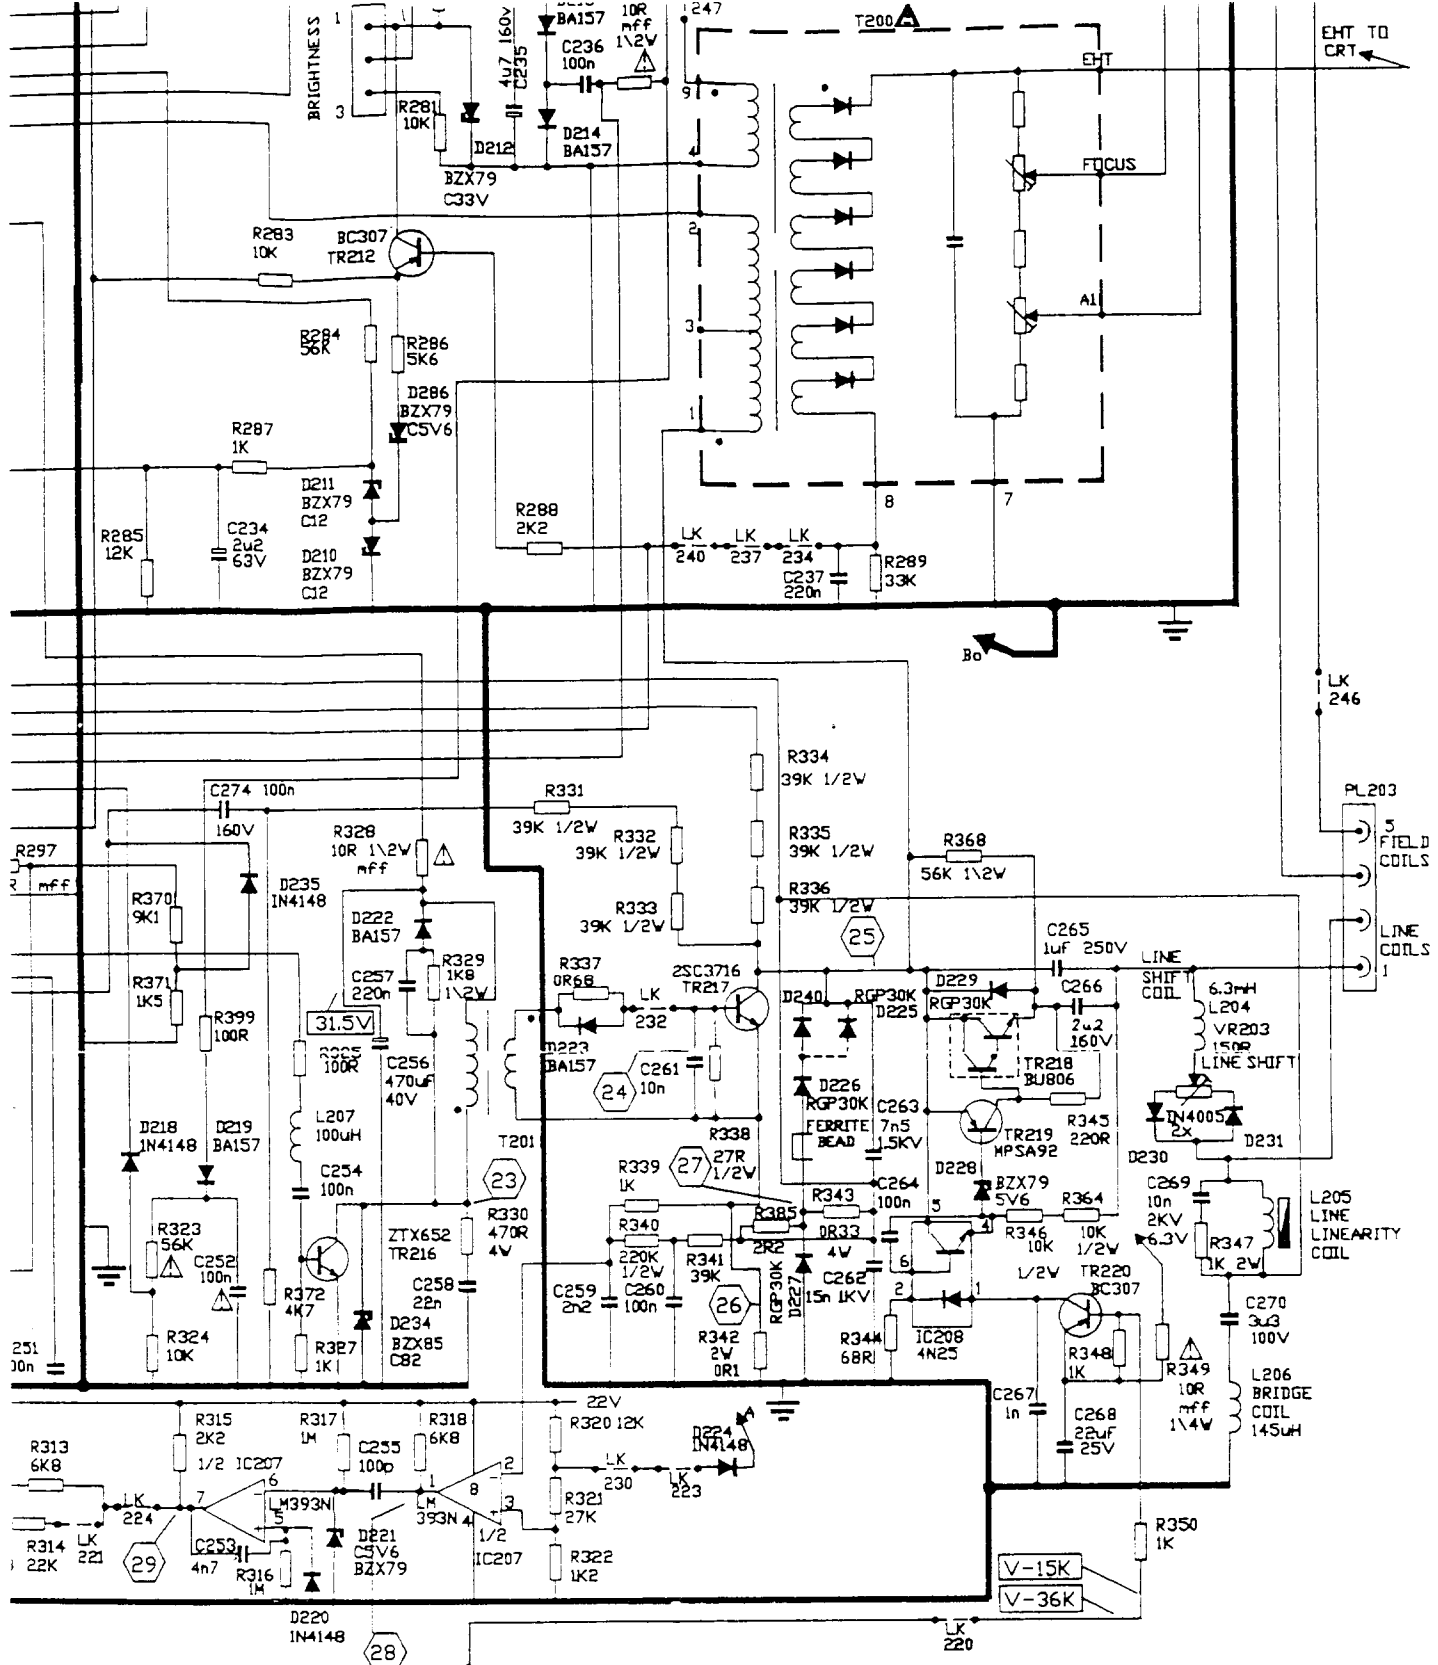 247
T200
EHT TO
CRT
BRIGHTNESS
1
3
BA157
160V
4u7
C235
C236
100n
10R
mff
1\2W
EHT
9
R281
10K
D212
D214
BA157
4
FOCUS
BZX79
C33V
2
R283
10K
BC307
TR212
A1
3
R284
56K
R286
5K6
D286
BZX79
C5V6
1
R287
1K
D211
BZX79
C12
8
7
R288
2K2
R285
12K
C234
2u2
63V
D210
BZX79
C12
LK
240
LK
237
LK
234
C237
220n
R289
33K
Bo
LK
246
R334
39K 1/2W
C274 100n
160V
R331
39K 1/2W
PL203
R328
10R 1\2W
mff
R332
39K 1/2W
R335
39K 1/2W
R368
56K 1\2W
5
FIELD
COILS
R297
mff
D235
IN4148
R370
9K1
R336
39K 1/2W
R333
39K 1/2W
25
D222
BA157
C265
1uF 250V
LINE
COILS
1
LINE
SHIFT
COIL
R371
1K5
C257
220n
R329
1K8
1\2W
R337
0R68
2SC3716
TR217
LK
232
D240
RGP30K
D225
D229
RGP30K
C266
2u2
160V
6.3mH
L204
VR203
150R
LINE SHIFT
R399
100R
31.5V
100R
C256
470uF
40V
D223
BA157
24
C261
10n
TR218
BU806
D226
RGP30K
FERRITE
BEAD
C263
7n5
1.5KV
R345
220R
IN4005
2X
D231
D230
L207
100uH
D218
1N4148
D219
BA157
T201
R338
27R
1/2W
TR219
MPSA92
C254
100n
23
R339
1K
27
D228
BZX79
5V6
C264
100n
R343
0R33
4W
R364
10K
1/2W
C269
10n
2KV
6.3V
L205
LINE
LINEARITY
COIL
R323
56K
ZTX652
TR216
R330
470R
4W
R340
220K
1/2W
R385
2R2
5
4
R346
10K
1/2W
R347
1K 2W
C252
100n
R341
39K
6
R372
4K7
C258
22n
C259
2n2
C260
100n
26
RGP30K
D227
C262
15n 1KV
2
1
TR220
BC307
C270
3u3
100V
R324
10K
R327
1K
D234
BZX85
C82
R342
2W
0R1
R344
68R
IC208
4N25
R348
1K
R349
10R
mff
1\4W
L206
BRIDGE
COIL
145uH
251
00n
C267
1n
C268
22uF
25V
22V
R315
2K2
R317
1M
R318
6K8
R320 12K
A
D224
IN4148
R313
6K8
1/2 IC207
C255
100p
LK
230
LK
223
6
7
5
1
8
2
3
4
LM393N
LM
393N
1/2
IC207
R321
27K
LK
224
R314
22K
LK
221
29
C253
4n7
R316
1M
D221
C5V6
BZX79
R322
1K2
R350
1K
V-15K
V-36K
D220
1N4148
28
LK
220